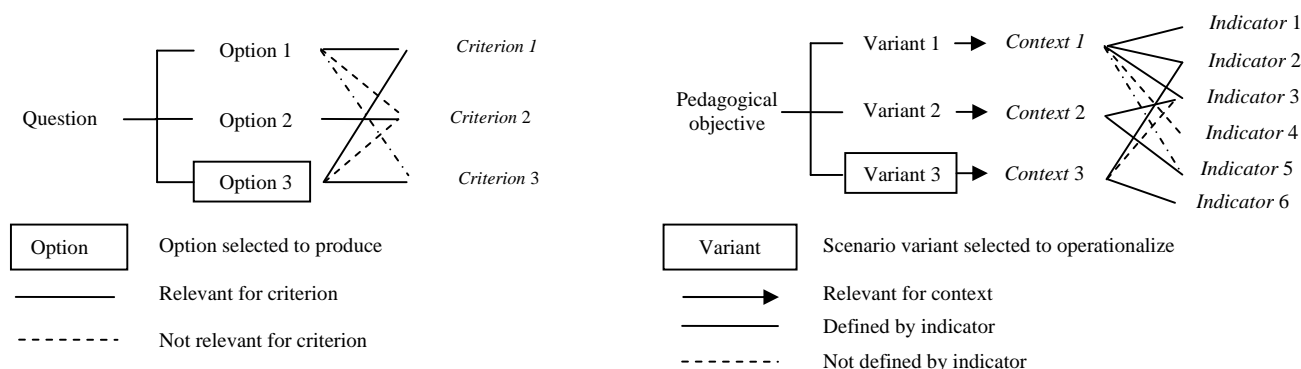 Option 1
Criterion 1
Question
Option 2
Criterion 2
Option 3
Criterion 3
Option
Option selected to produce
Relevant for criterion
Not relevant for criterion
Variant 1
Context 1
Indicator 1
Indicator 2
Pedagogical
objective
Variant 2
Context 2
Indicator 3
Indicator 4
Variant 3
Context 3
Indicator 5
Indicator 6
Variant
Scenario variant selected to operationalize
Relevant for context
Defined by indicator
Not defined by indicator